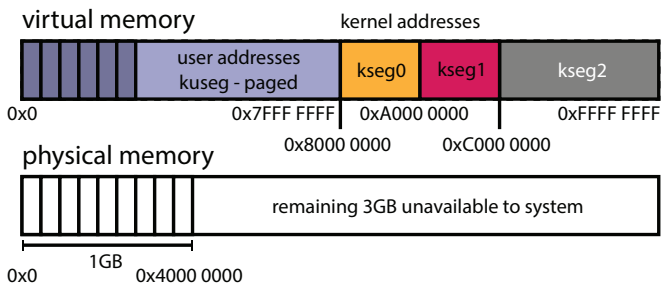 virtual memory
kernel addresses
user addresses
kuseg - paged
kseg0
kseg1
kseg2
0x0
0x7FFF FFFF
0xA000 0000
0xFFFF FFFF
0x8000 0000
0xC000 0000
physical memory
remaining 3GB unavailable to system
1GB
0x0
0x4000 0000